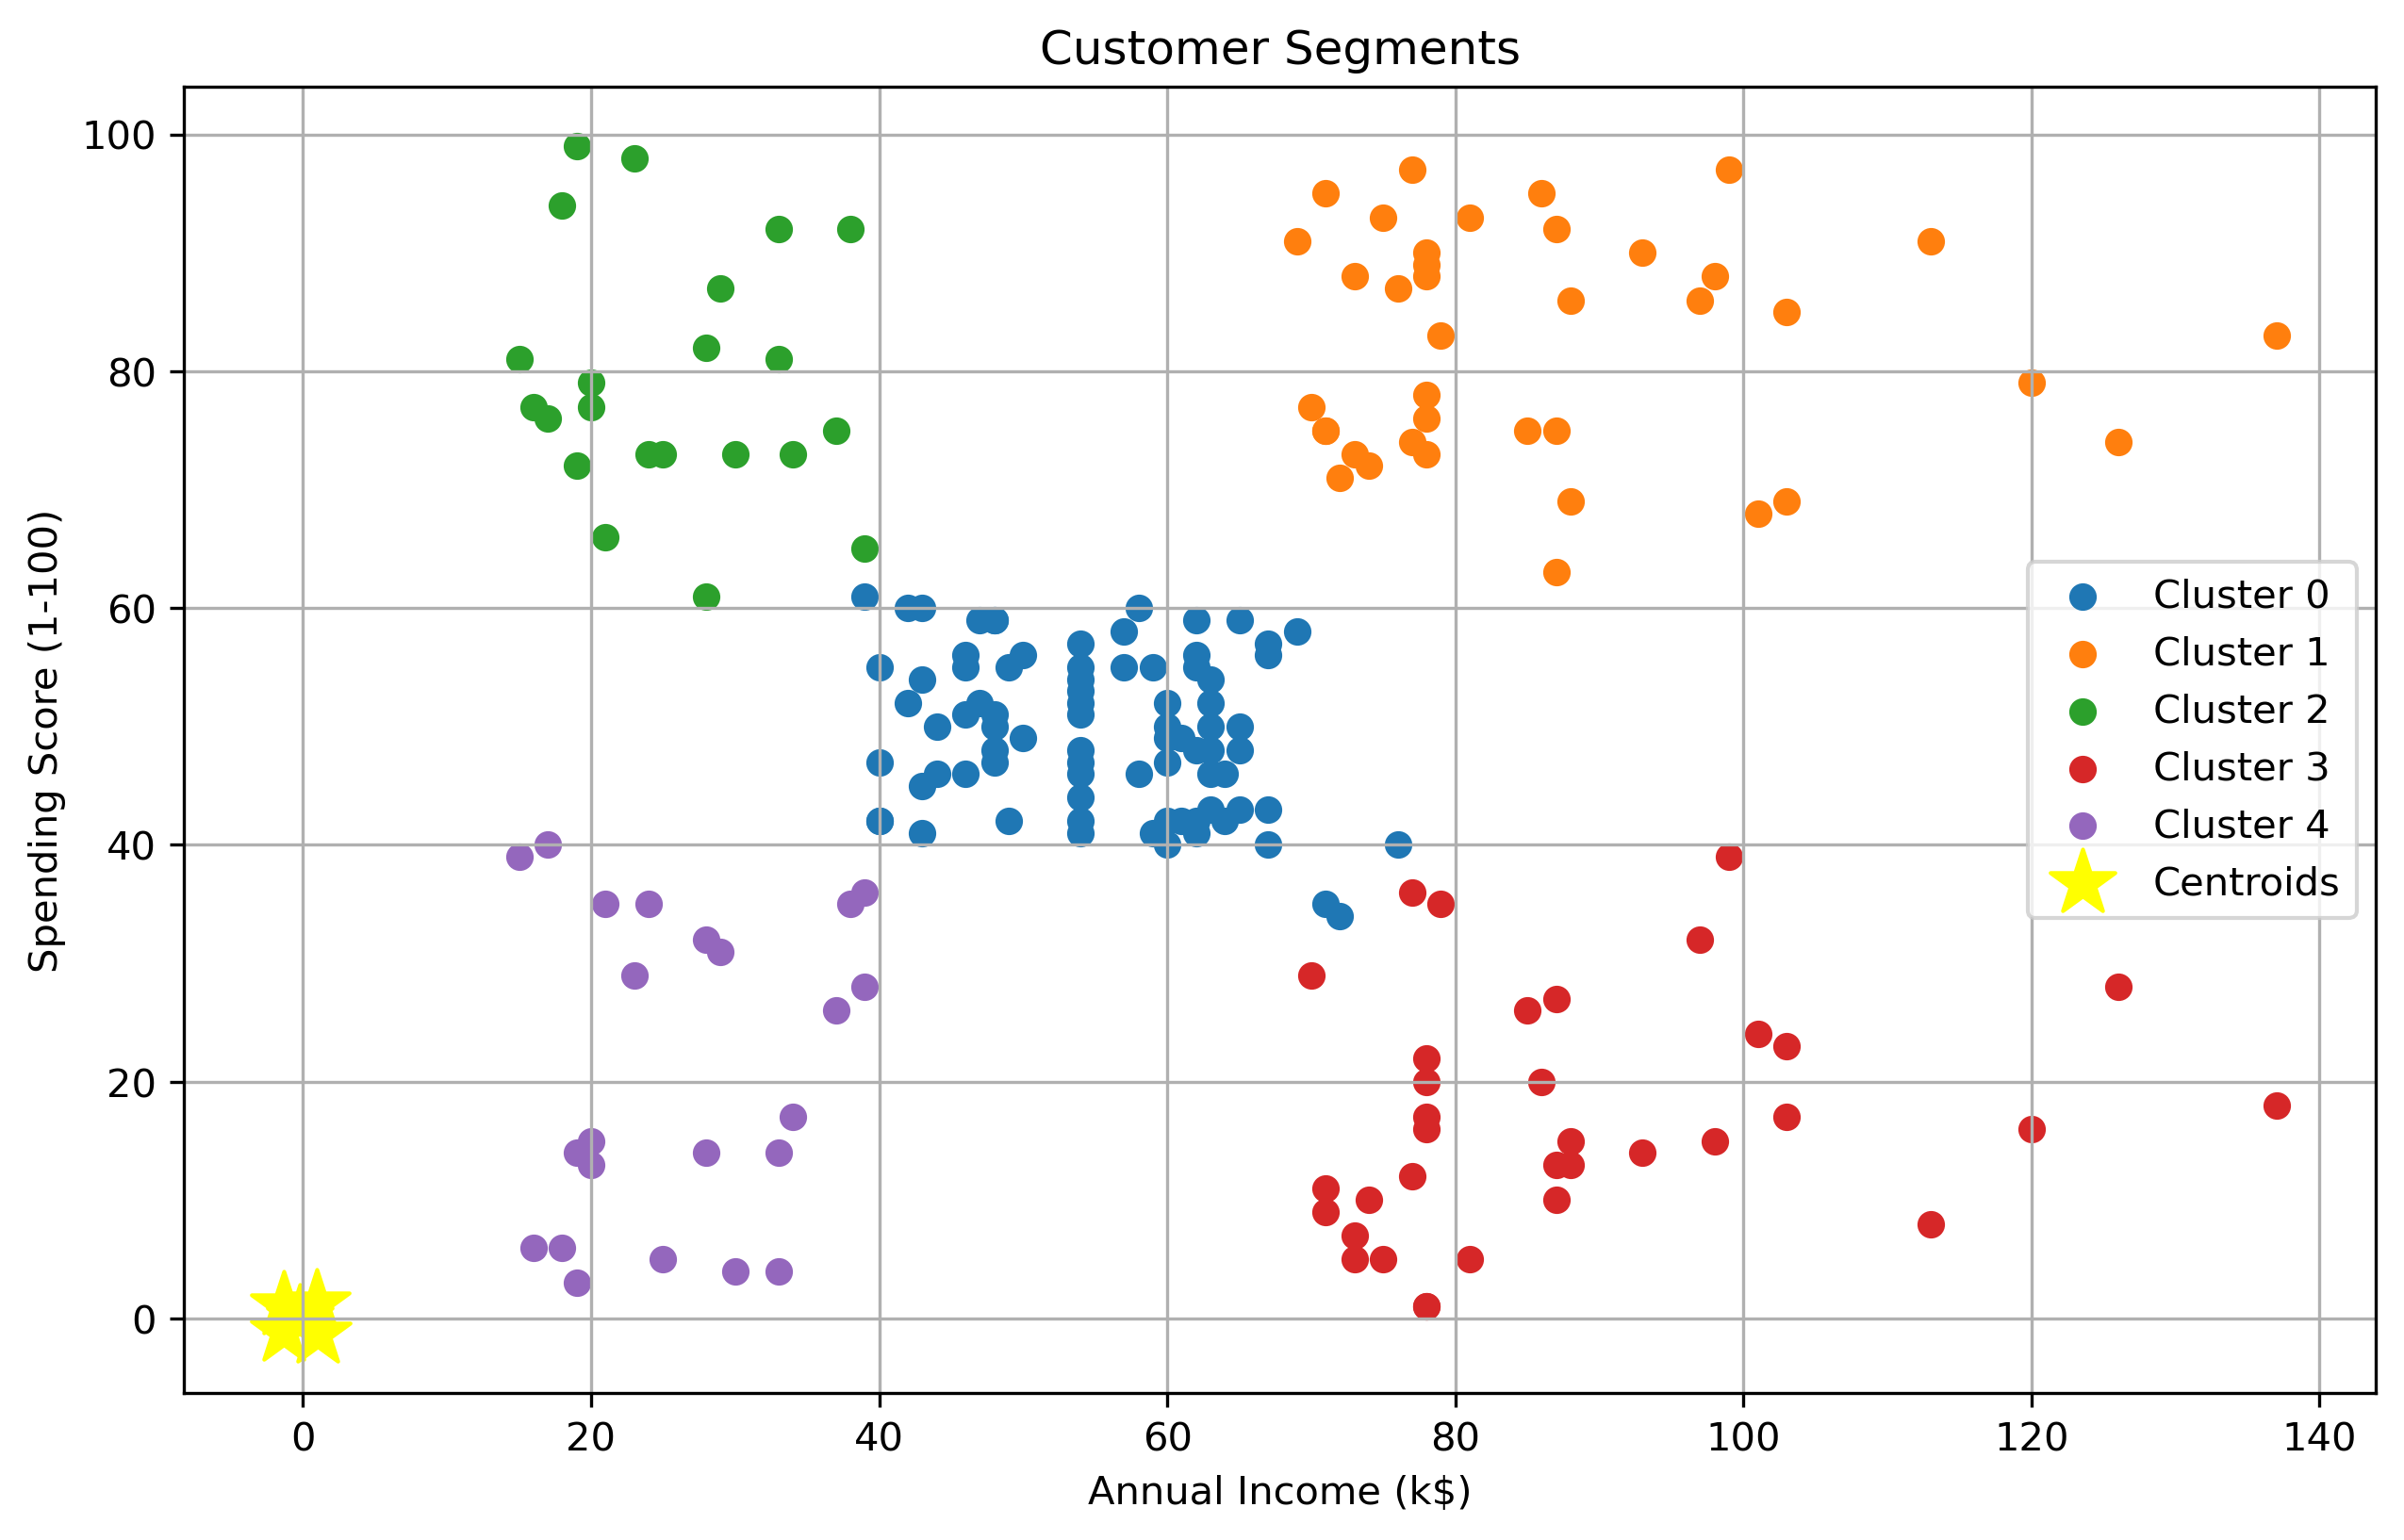 Customer Segments
100
80
60
40
20
0
Spending Score (1-100)
Cluster 0
Cluster 1
Cluster 2
Cluster 3
Cluster 4
Centroids
0 20 40 60 80 100 120 140
Annual Income (k$)